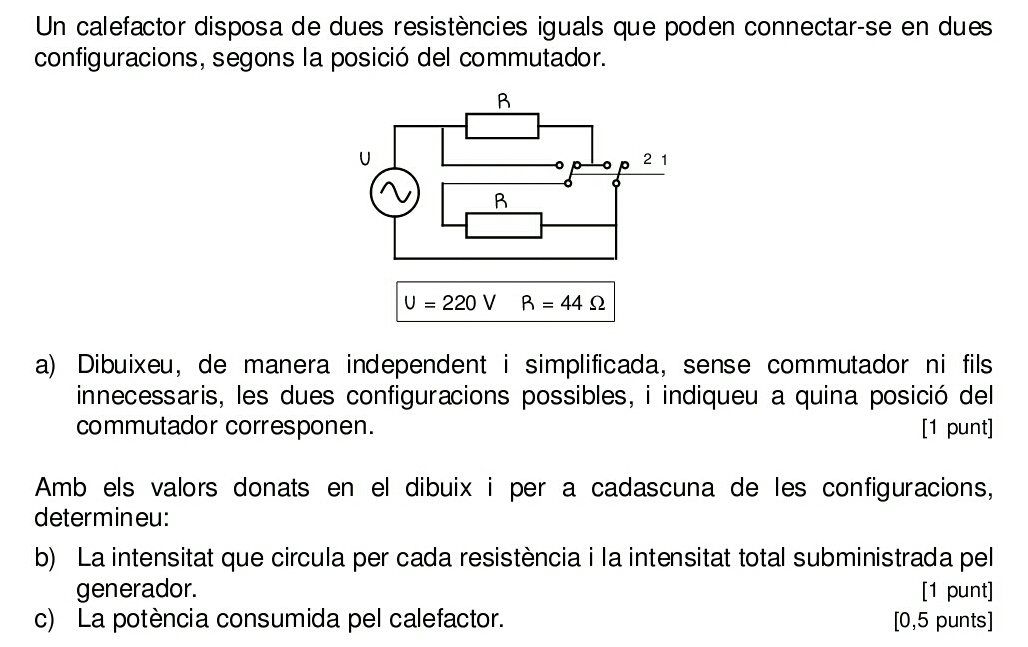 Un calefactor disposa de dues resistències iguals que poden connectar-se en dues
configuracions, segons la posició del commutador.
R
U
2 1
R
U = 220 V R = 44 Ω
a) Dibuixeu, de manera independent i simplificada, sense commutador ni fils
innecessaris, les dues configuracions possibles, i indiqueu a quina posició del
commutador corresponen. [1 punt]
Amb els valors donats en el dibuix i per a cadascuna de les configuracions,
determineu:
b) La intensitat que circula per cada resistència i la intensitat total subministrada pel
generador. [1 punt]
c) La potència consumida pel calefactor. [0,5 punts]